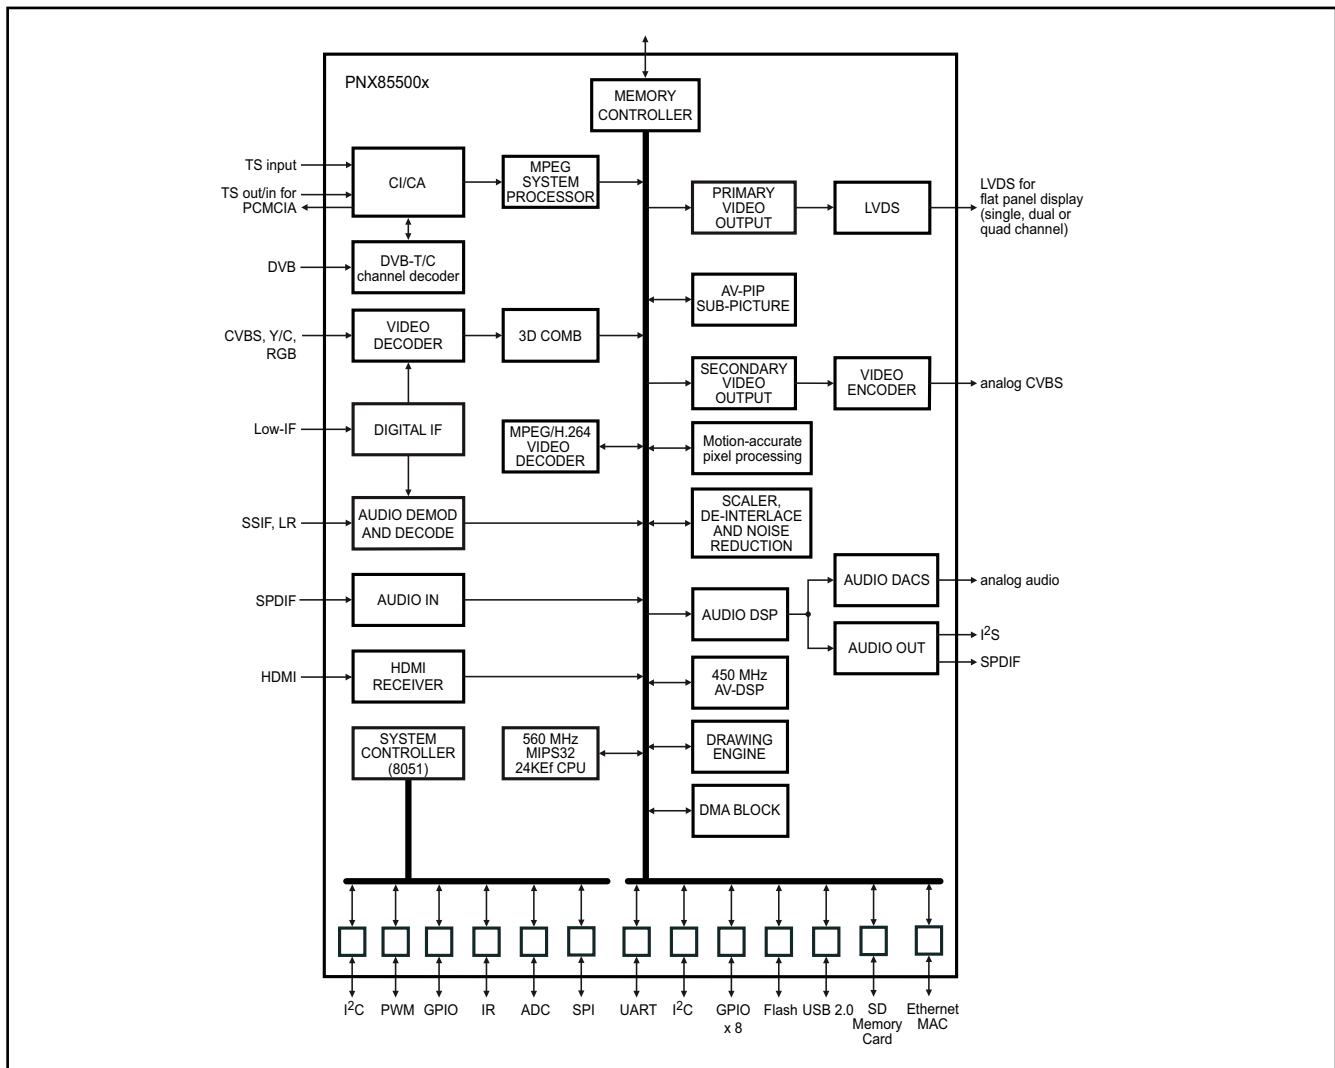 PNX85500x
MEMORY
CONTROLLER
TS input
TS out/in for
PCMCIA
CI/CA
MPEG
SYSTEM
PROCESSOR
PRIMARY
VIDEO
OUTPUT
LVDS
LVDS for
flat panel display
(single, dual or
quad channel)
DVB
DVB-T/C
channel decoder
AV-PIP
SUB-PICTURE
CVBS, Y/C,
RGB
VIDEO
DECODER
3D COMB
SECONDARY
VIDEO
OUTPUT
VIDEO
ENCODER
analog CVBS
Low-IF
DIGITAL IF
MPEG/H.264
VIDEO
DECODER
Motion-accurate
pixel processing
SSIF, LR
AUDIO DEMOD
AND DECODE
SCALER,
DE-INTERLACE
AND NOISE
REDUCTION
AUDIO DACS
analog audio
SPDIF
AUDIO IN
AUDIO DSP
AUDIO OUT
I2S
SPDIF
HDMI
HDMI
RECEIVER
450 MHz
AV-DSP
SYSTEM
CONTROLLER
(8051)
560 MHz
MIPS32
24KEf CPU
DRAWING
ENGINE
DMA BLOCK
I2C
PWM
GPIO
IR
ADC
SPI
UART
I2C
GPIO
x 8
Flash
USB 2.0
SD
Memory
Card
Ethernet
MAC